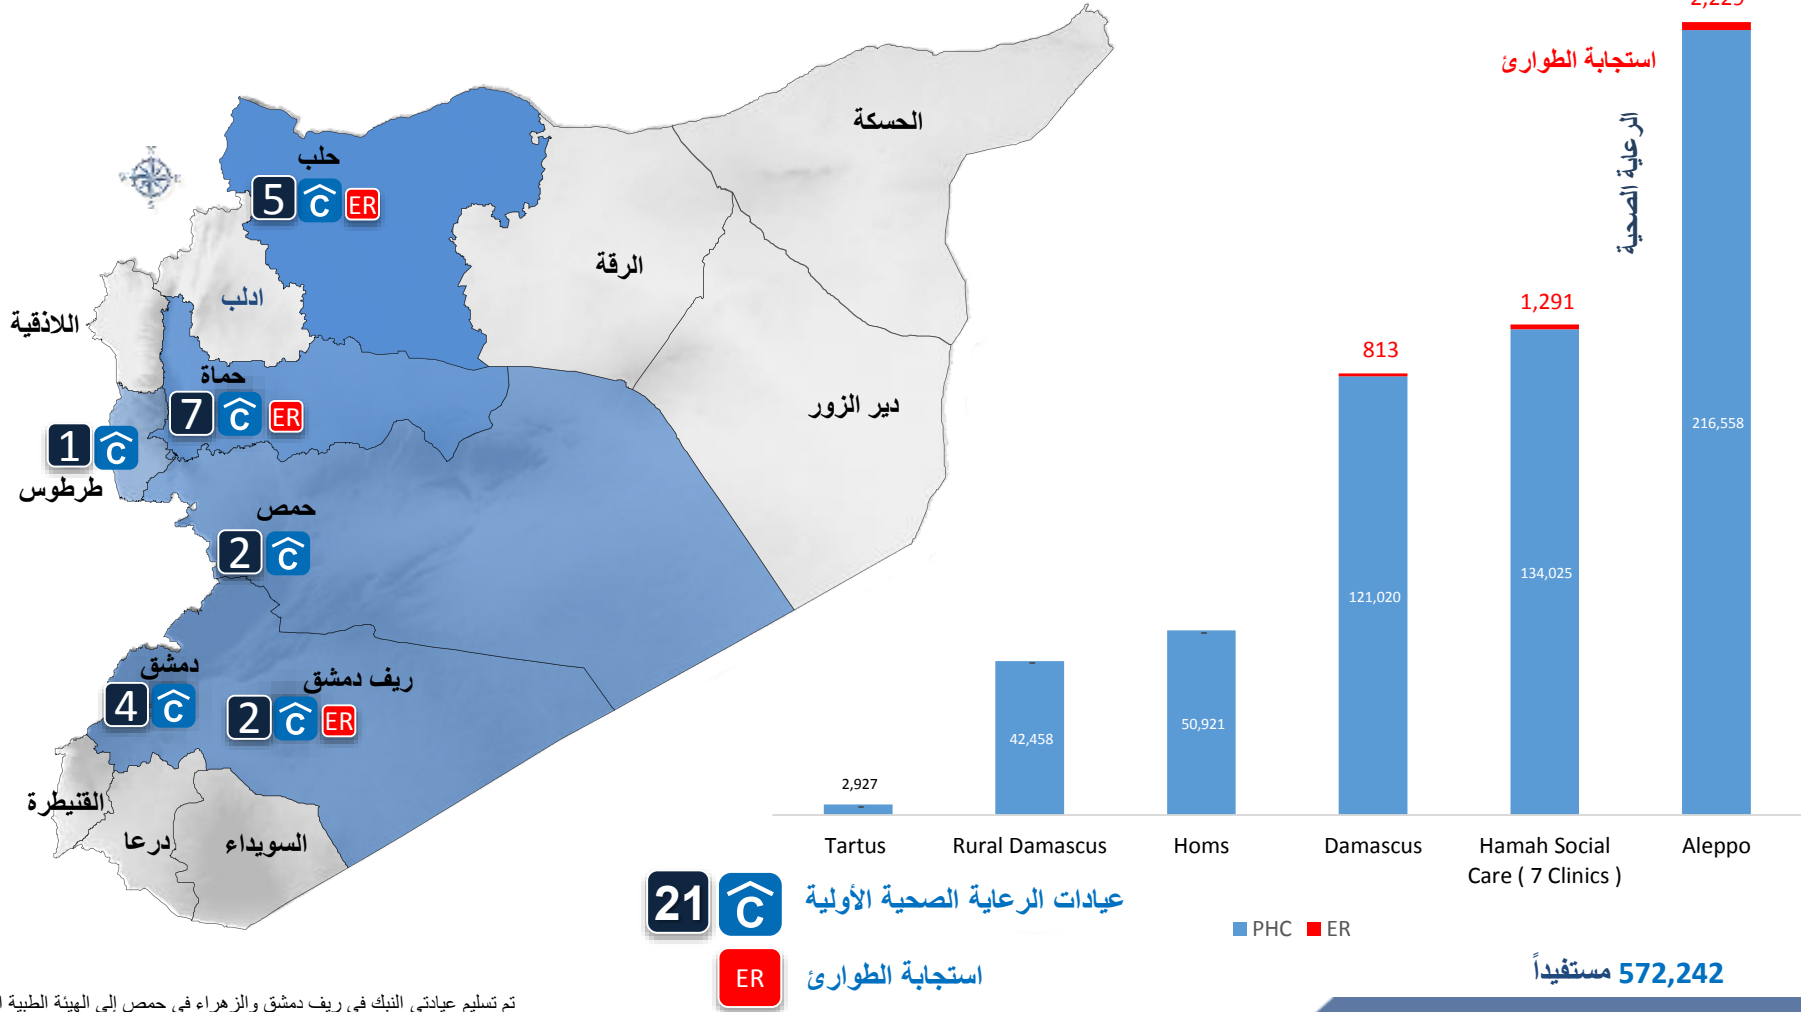 N
W
E
S
الحسكة
حلب
5 C ER
الرقة
ادلب
اللاذقية
دير الزور
حماة
7 C ER
1 C
طرطوس
حمص
2 C
دمشق
4 C
ريف دمشق
2 C ER
القنيطرة
درعا
السويداء
2,229
استجابة الطوارئ
الرعاية الصحية
1,291
813
216,558
134,025
121,020
50,921
42,458
2,927
Tartus
Rural Damascus
Homs
Damascus
Hamah Social
Care ( 7 Clinics )
Aleppo
PHC ER
21 C عيادات الرعاية الصحية الأولية
ER استجابة الطوارئ
572,242 مستفيداً
تم تسليم عيادتي النبك في ريف دمشق والزهراء في حمص إلى الهيئة الطبية